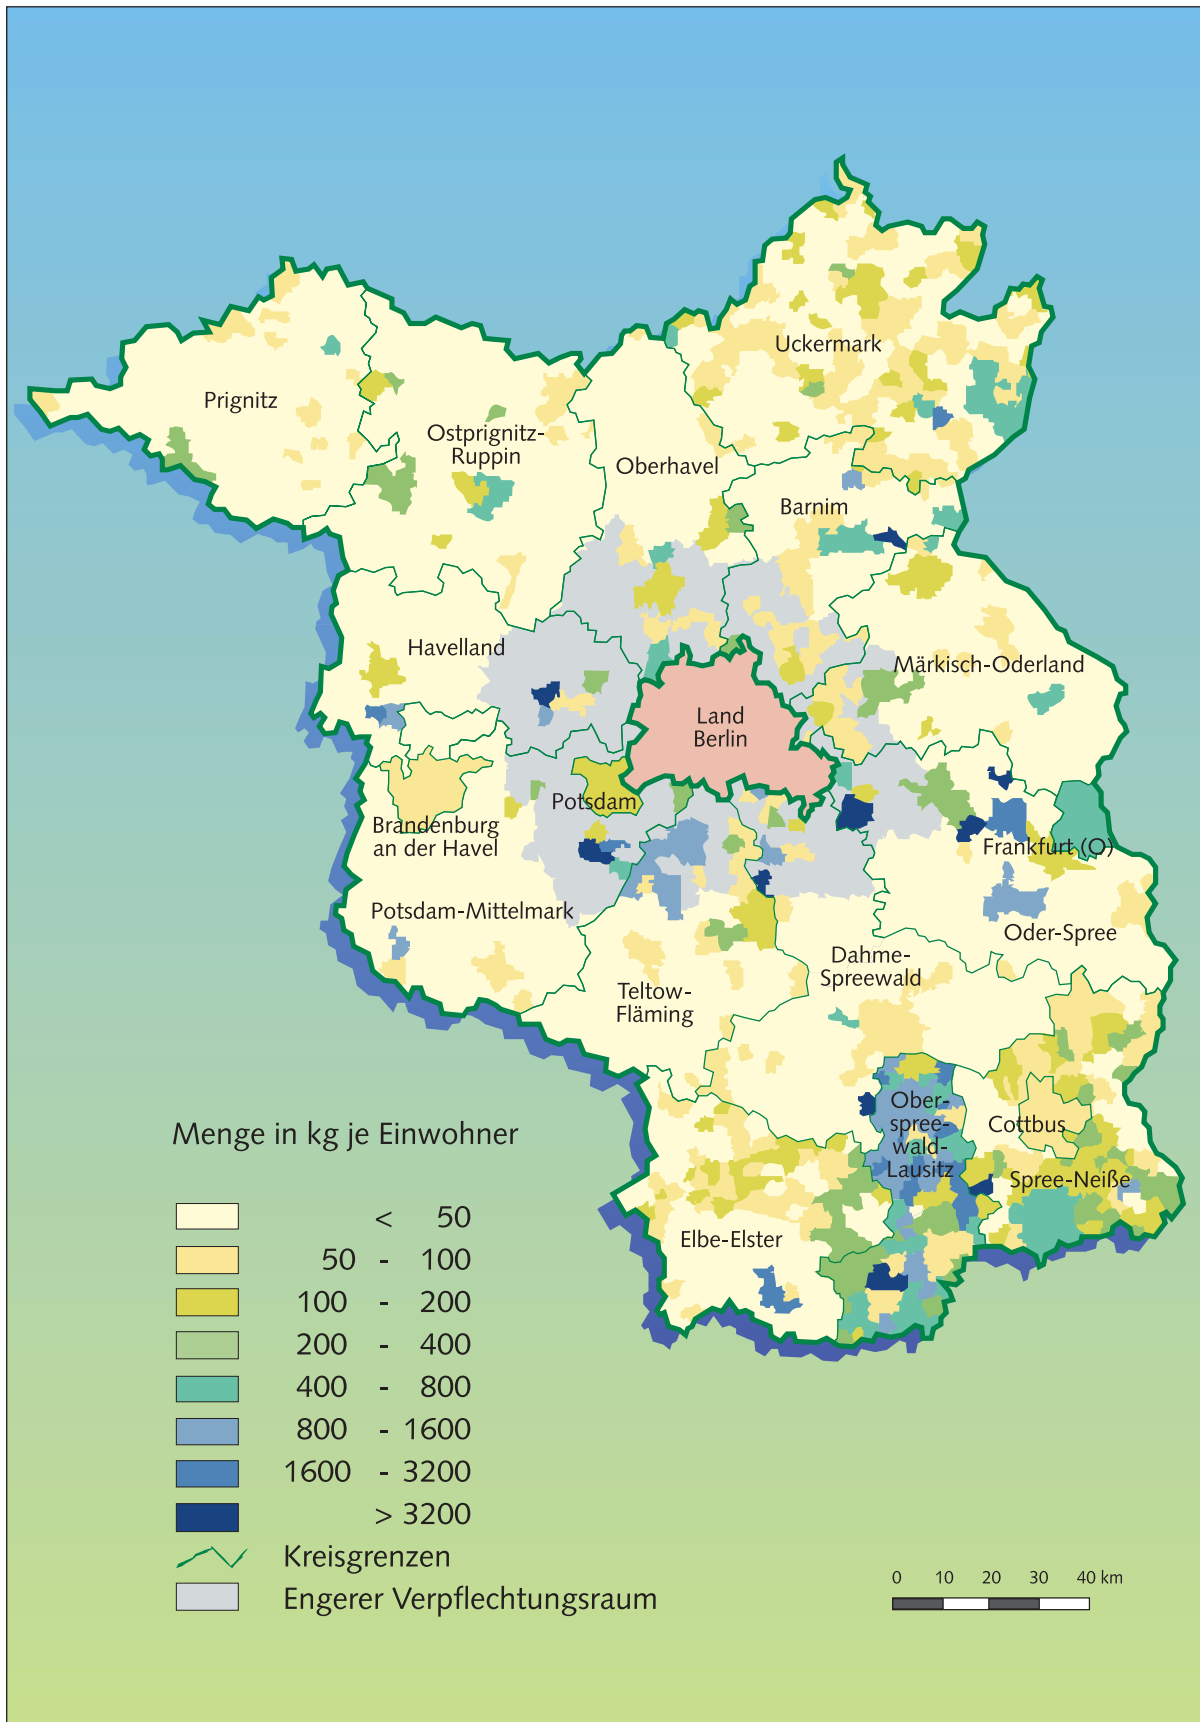 Uckermark
Prignitz
Ostprignitz-
Ruppin
Oberhavel
Barnim
Havelland
Märkisch-Oderland
Land
Berlin
Potsdam
Brandenburg
an der Havel
Frankfurt (O)
Potsdam-Mittelmark
Oder-Spree
Dahme-
Spreewald
Teltow-
Fläming
Ober-
spree-
wald-
Lausitz
Cottbus
Spree-Neiße
Elbe-Elster
Menge in kg je Einwohner
< 50
50 - 100
100 - 200
200 - 400
400 - 800
800 - 1600
1600 - 3200
> 3200
Kreisgrenzen
Engerer Verpflechtungsraum
0 10 20 30 40 km